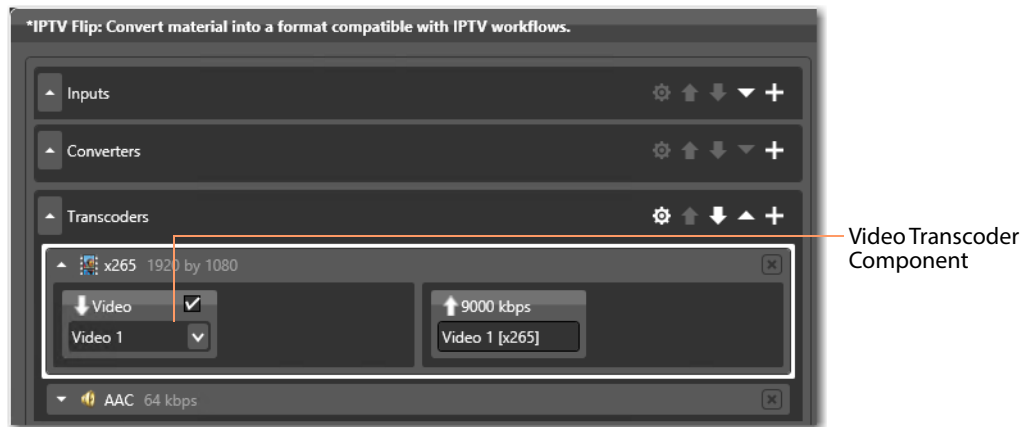 *IPTV Flip: Convert material into a format compatible with IPTV workflows.
Inputs
Converters
Transcoders
x265 1920 by 1080
Video
9000 kbps
Video 1
Video 1 [x265]
AAC 64 kbps
Video Transcoder
Component